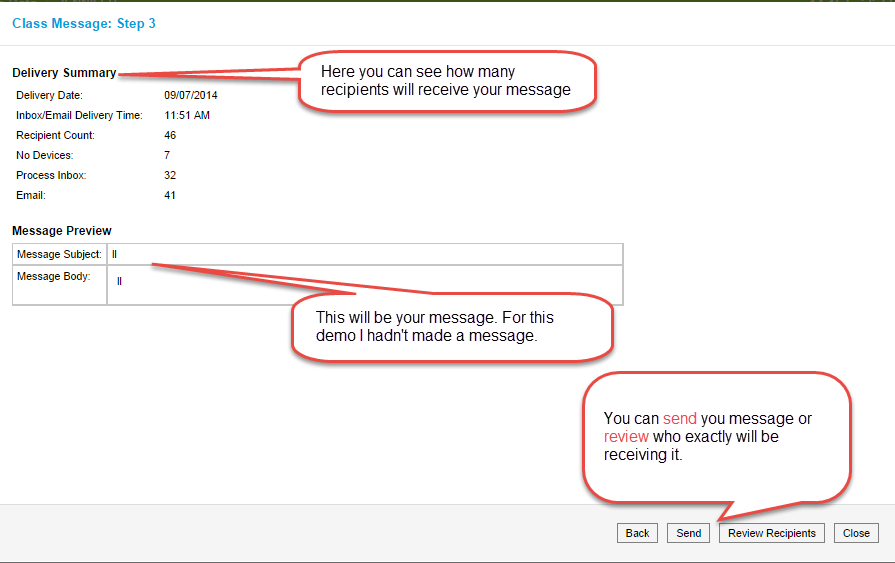 Class Message: Step 3
Delivery Summary
Here you can see how many
recipients will receive your message
Delivery Date: 09/07/2014
Inbox/Email Delivery Time: 11:51 AM
Recipient Count: 46
No Devices: 7
Process Inbox: 32
Email: 41
Message Preview
Message Subject: ll
Message Body: ll
This will be your message. For this
demo I hadn't made a message.
You can send you message or
review who exactly will be
receiving it.
Back Send Review Recipients Close